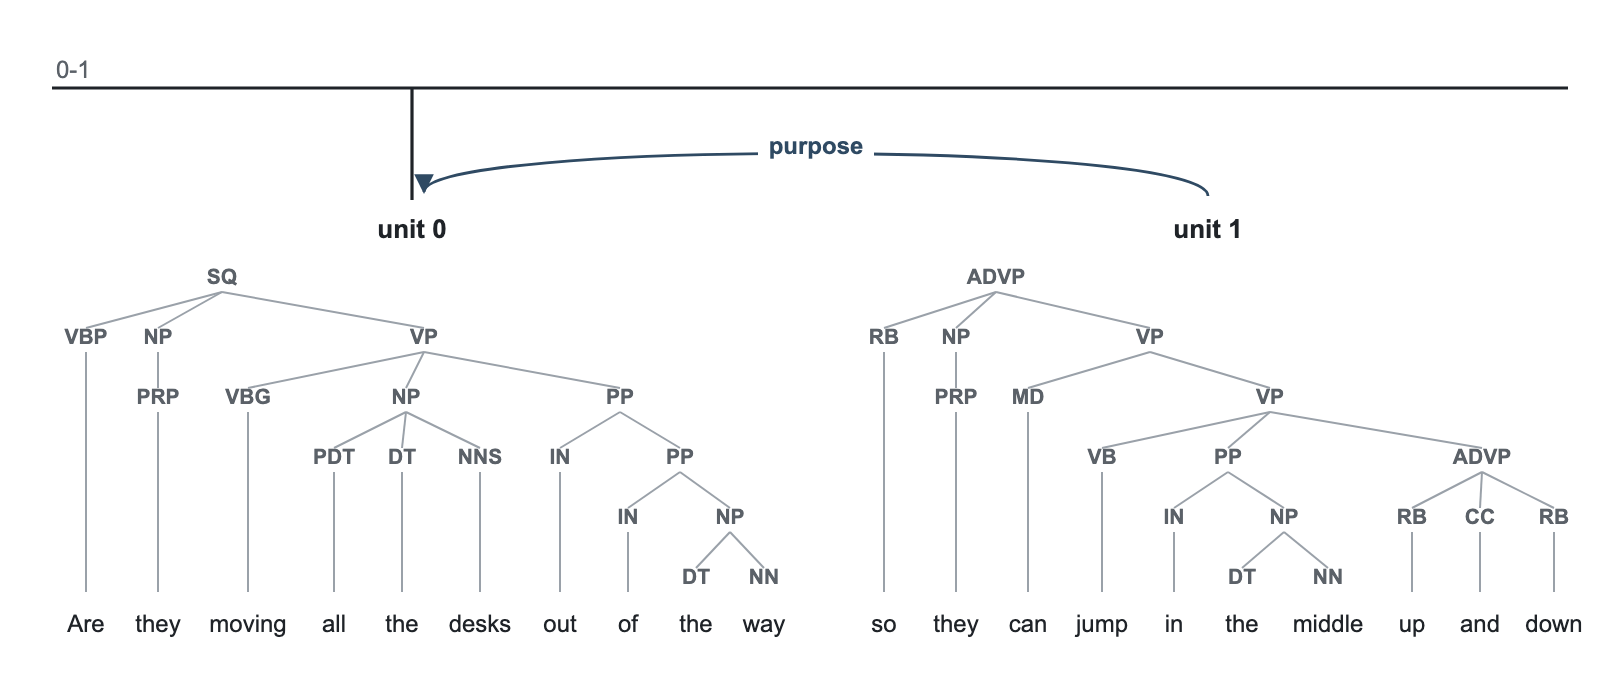 0-1
purpose
unit 0 unit 1
SQ ADVP
VBP NP VP RB NP VP
PRP VBG NP PP PRP MD VP
PDT DT NNS IN PP VB PP ADVP
IN NP IN NP RB CC RB
DT NN DT NN
Are they moving all the desks out of the way so they can jump in the middle up and down